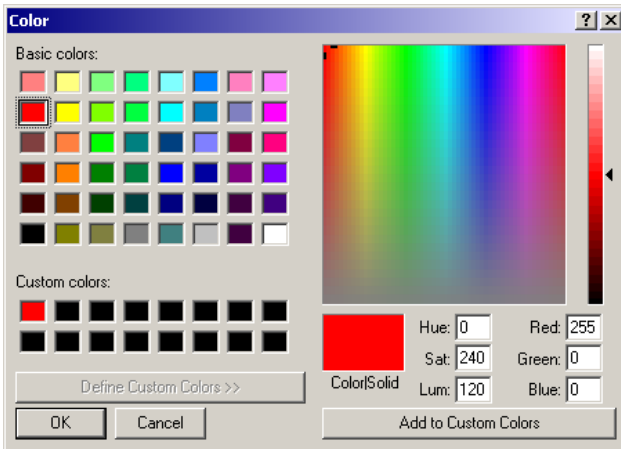 Color
Basic colors:
Custom colors:
Define Custom Colors >>
OK Cancel
Color|Solid
Hue: 0 Red: 255
Sat: 240 Green: 0
Lum: 120 Blue: 0
Add to Custom Colors